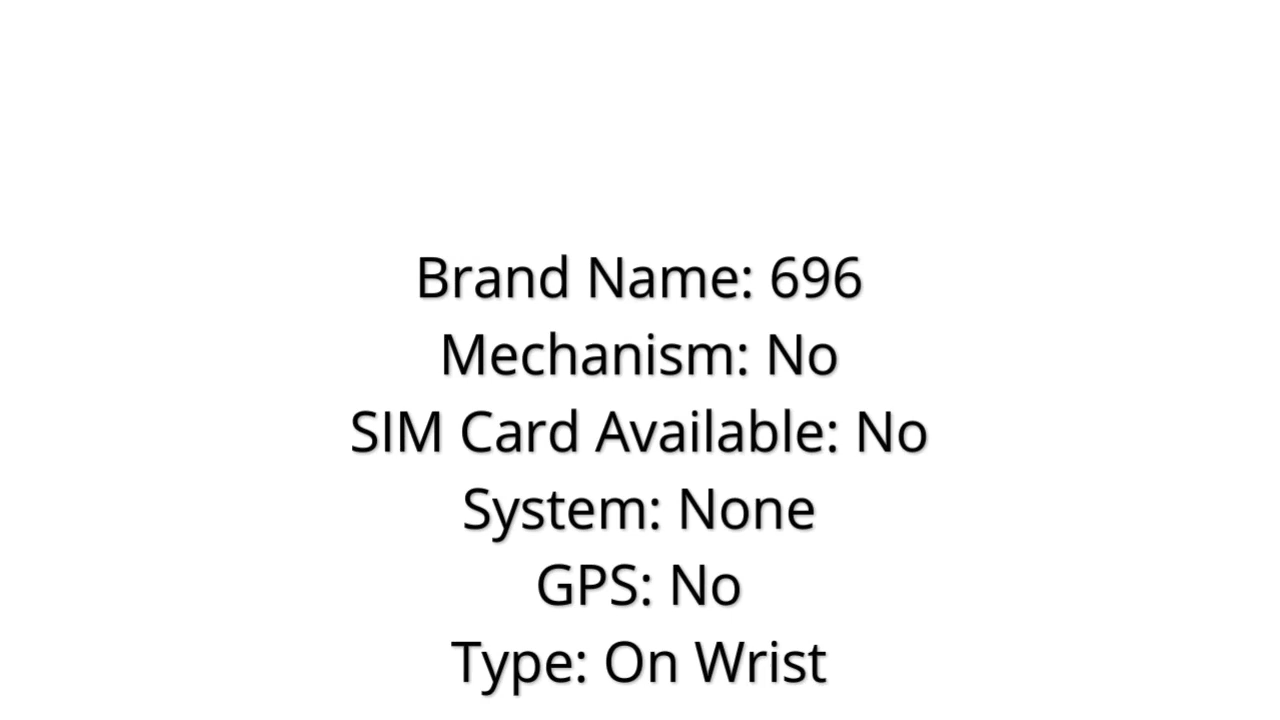 Brand Name: 696
Mechanism: No
SIM Card Available: No
System: None
GPS: No
Type: On Wrist